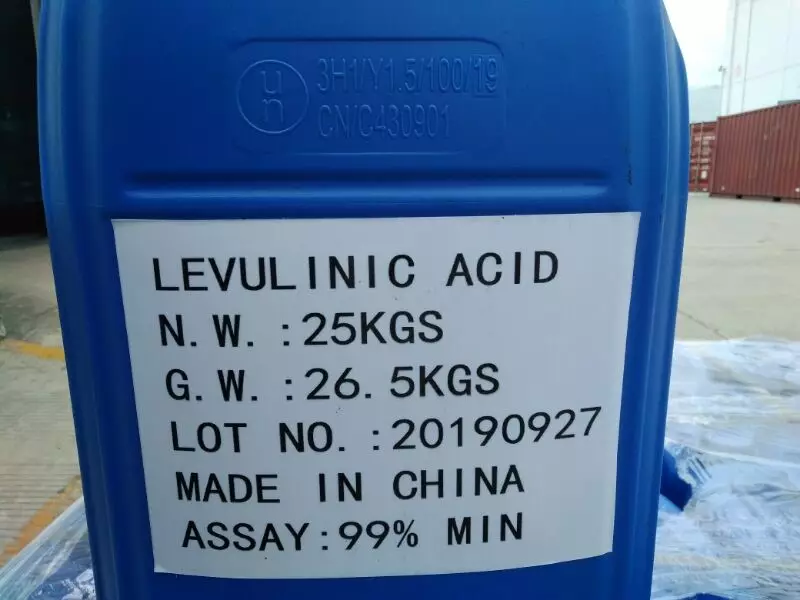 un
3H1/Y1.5/100/19
CN/C430901
LEVULINIC ACID
N.W.:25KGS
G.W.:26.5KGS
LOT NO.:20190927
MADE IN CHINA
ASSAY:99% MIN